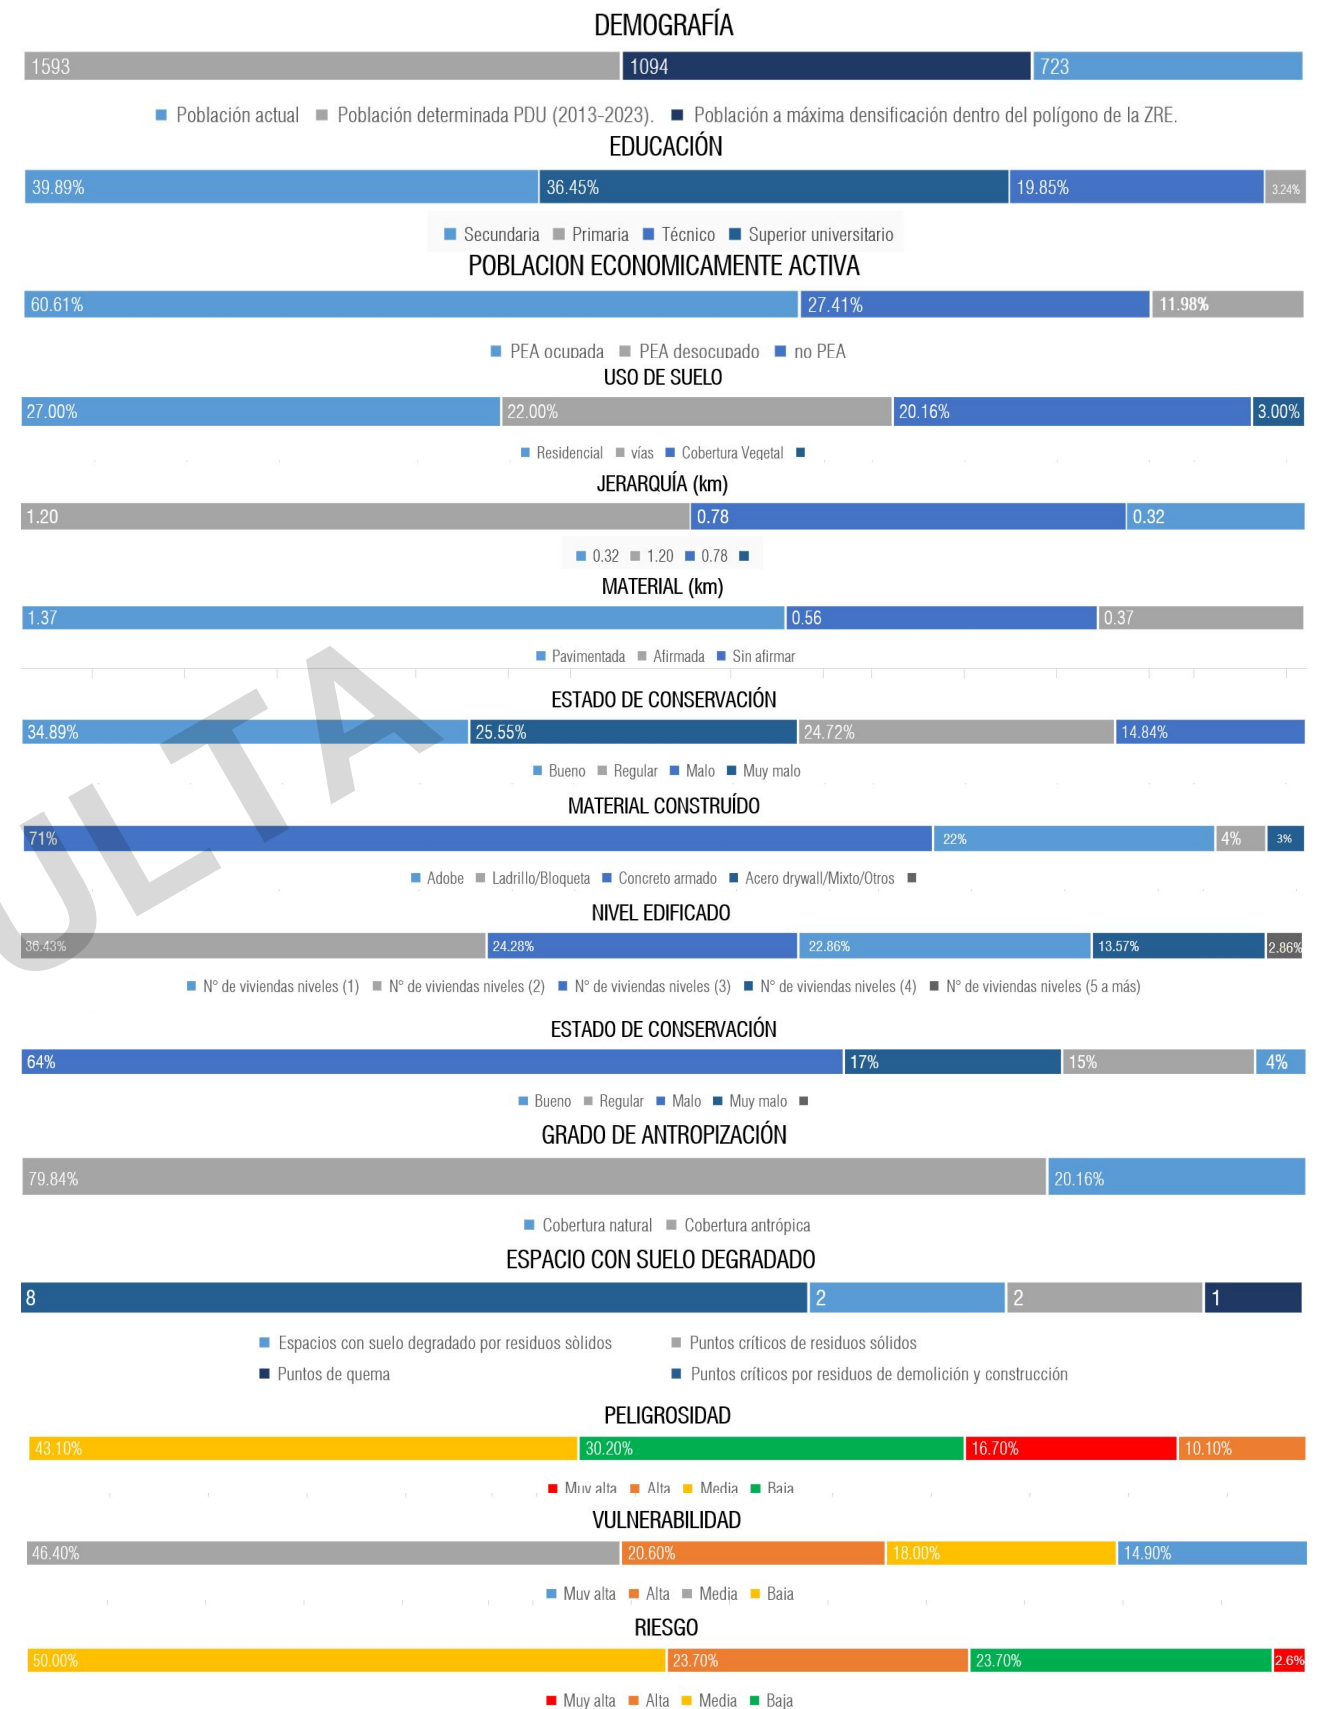 DEMOGRAFÍA
1593 1094 723
Población actual Población determinada PDU (2013-2023). Población a máxima densificación dentro del polígono de la ZRE.
EDUCACIÓN
39.89% 36.45% 19.85% 3.24%
Secundaria Primaria Técnico Superior universitario
POBLACION ECONOMICAMENTE ACTIVA
60.61% 27.41% 11.98%
PEA ocupada PEA desocupado no PEA
USO DE SUELO
27.00% 22.00% 20.16% 3.00%
Residencial vías Cobertura Vegetal
JERARQUÍA (km)
1.20 0.78 0.32
0.32 1.20 0.78
MATERIAL (km)
1.37 0.56 0.37
Pavimentada Afirmada Sin afirmar
ESTADO DE CONSERVACIÓN
34.89% 25.55% 24.72% 14.84%
Bueno Regular Malo Muy malo
MATERIAL CONSTRUÍDO
71% 22% 4% 3%
Adobe Ladrillo/Bloqueta Concreto armado Acero drywall/Mixto/Otros
NIVEL EDIFICADO
36.43% 24.28% 22.86% 13.57% 2.86%
N° de viviendas niveles (1) N° de viviendas niveles (2) N° de viviendas niveles (3) N° de viviendas niveles (4) N° de viviendas niveles (5 a más)
ESTADO DE CONSERVACIÓN
64% 17% 15% 4%
Bueno Regular Malo Muy malo
GRADO DE ANTROPIZACIÓN
79.84% 20.16%
Cobertura natural Cobertura antrópica
ESPACIO CON SUELO DEGRADADO
8 2 2 1
Espacios con suelo degradado por residuos sòlidos Puntos críticos de residuos sólidos
Puntos de quema Puntos críticos por residuos de demolición y construcción
PELIGROSIDAD
43.10% 30.20% 16.70% 10.10%
Muy alta Alta Media Baja
VULNERABILIDAD
46.40% 20.60% 18.00% 14.90%
Muy alta Alta Media Baja
RIESGO
50.00% 23.70% 23.70% 2.6%
Muy alta Alta Media Baja
ULTA